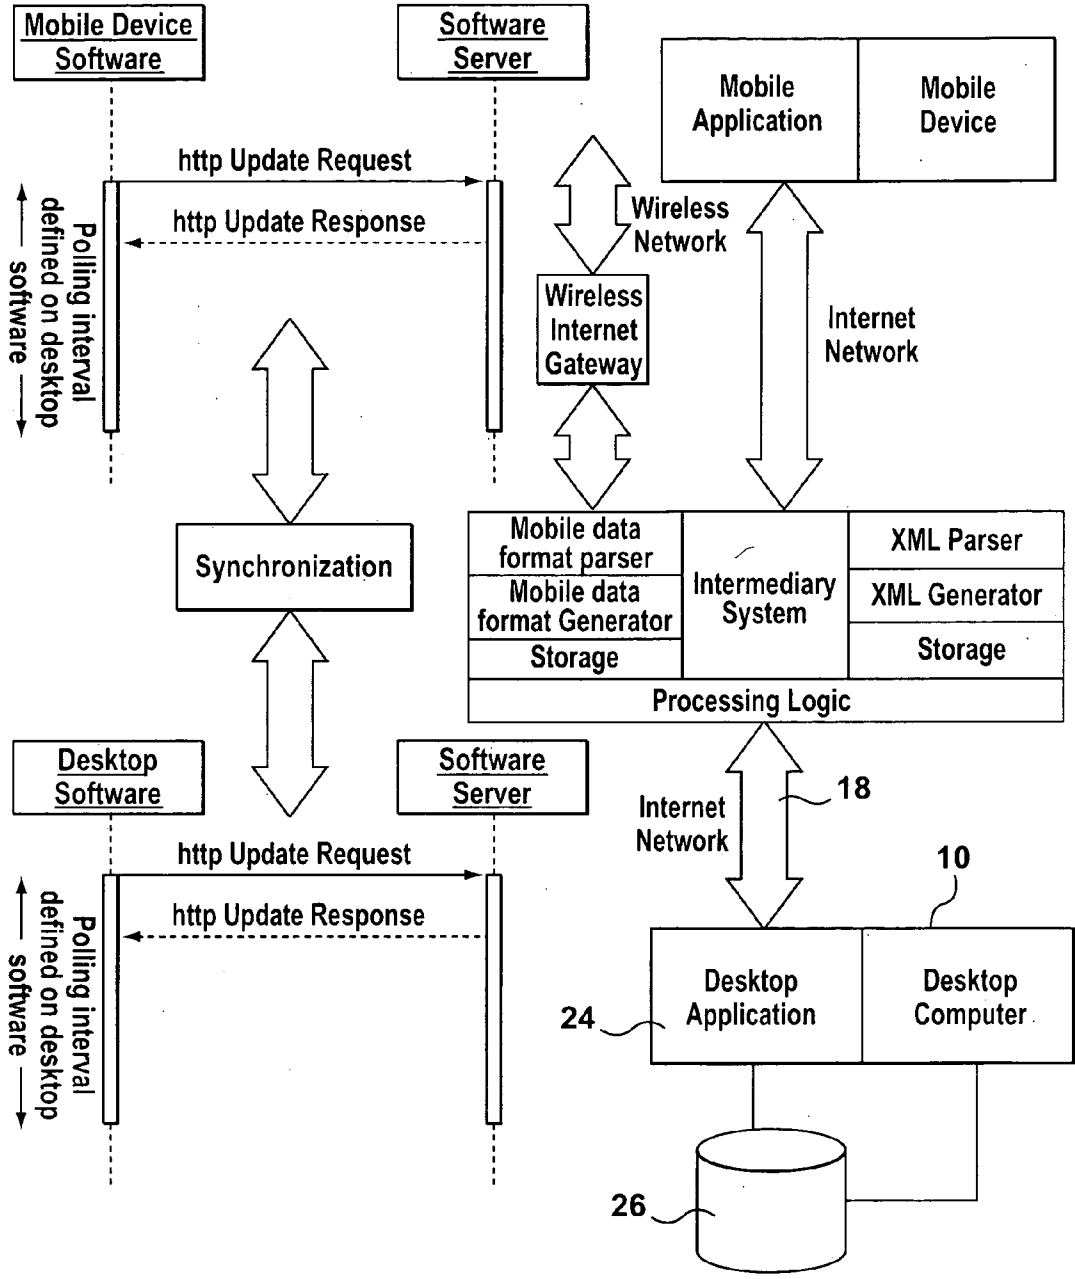 Mobile Device
Software
Software
Server
http Update Request
http Update Response
Polling interval
defined on desktop
software
Synchronization
Desktop
Software
Software
Server
http Update Request
http Update Response
Polling interval
defined on desktop
software
Mobile
Application
Mobile
Device
Wireless
Network
Wireless
Internet
Gateway
Internet
Network
Mobile data
format parser
Mobile data
format Generator
Storage
Intermediary
System
XML Parser
XML Generator
Storage
Processing Logic
Internet
Network
18
10
Desktop
Application
Desktop
Computer
24
26